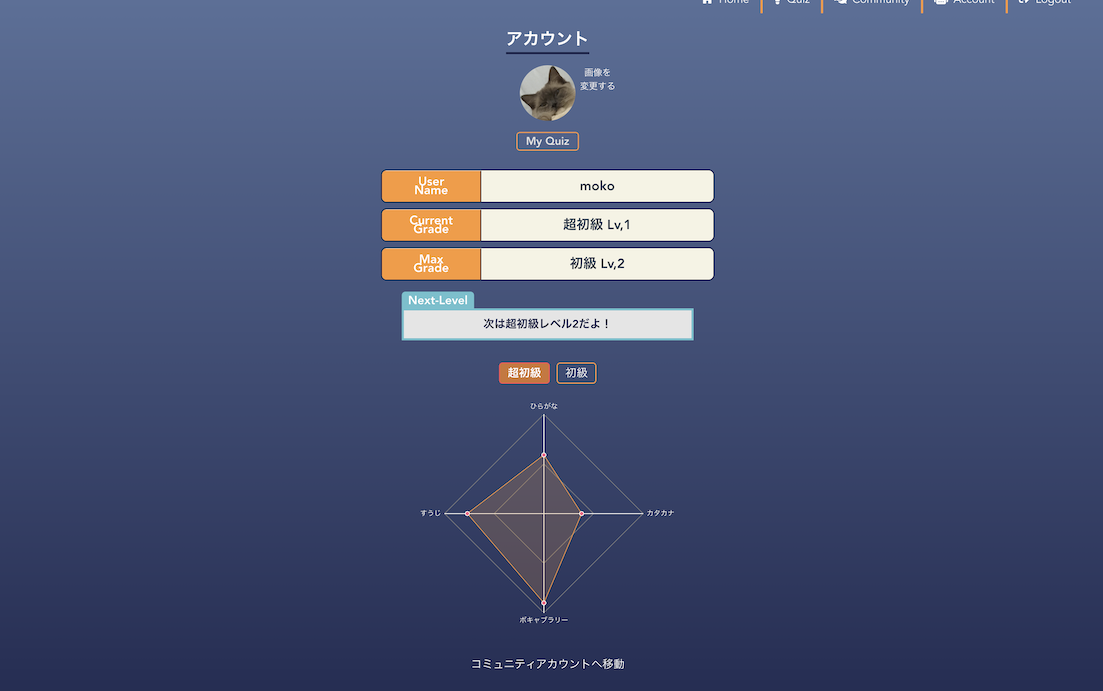 Home
Quiz
Community
Account
Logout
アカウント
画像を
変更する
My Quiz
User
Name
moko
Current
Grade
超初級 Lv,1
Max
Grade
初級 Lv,2
Next-Level
次は超初級レベル2だよ！
超初級
初級
ひらがな
すうじ
カタカナ
ボキャブラリー
コミュニティアカウントへ移動